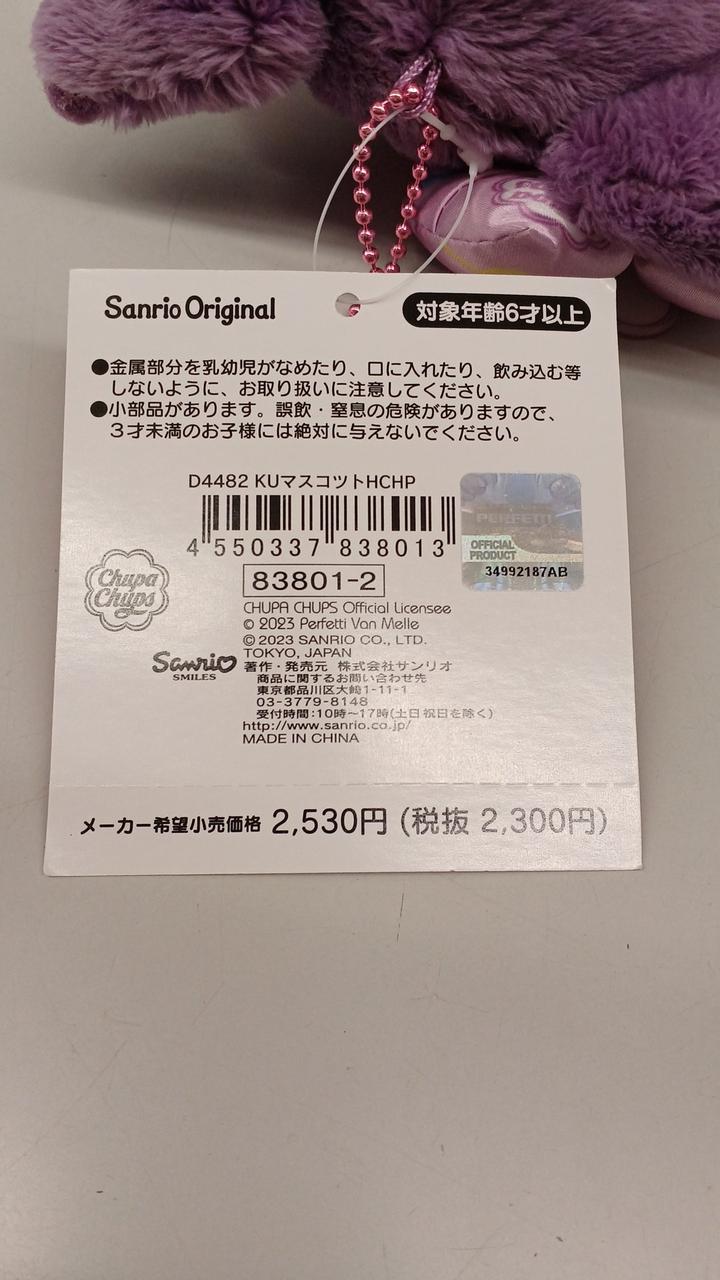 Sanrio Original
対象年齢6才以上
●金属部分を乳幼児がなめたり、口に入れたり、飲み込む等
しないように、お取り扱いに注意してください。
●小部品があります。誤飲・窒息の危険がありますので、
3才未満のお子様には絶対に与えないでください。
D4482 KUマスコットHCHP
4 550337 838013
PERFETTI
OFFICIAL
PRODUCT
34992187AB
83801-2
Chupa
Chups
CHUPA CHUPS Official Licensee
© 2023 Perfetti Van Melle
© 2023 SANRIO CO., LTD.
TOKYO, JAPAN
Sanrio
SMILES
著作・発売元 株式会社サンリオ
商品に関するお問い合わせ先
東京都品川区大崎1-11-1
03-3779-8148
受付時間:10時〜17時(土日祝日を除く)
http://www.sanrio.co.jp/
MADE IN CHINA
メーカー希望小売価格 2,530円 (税抜 2,300円)